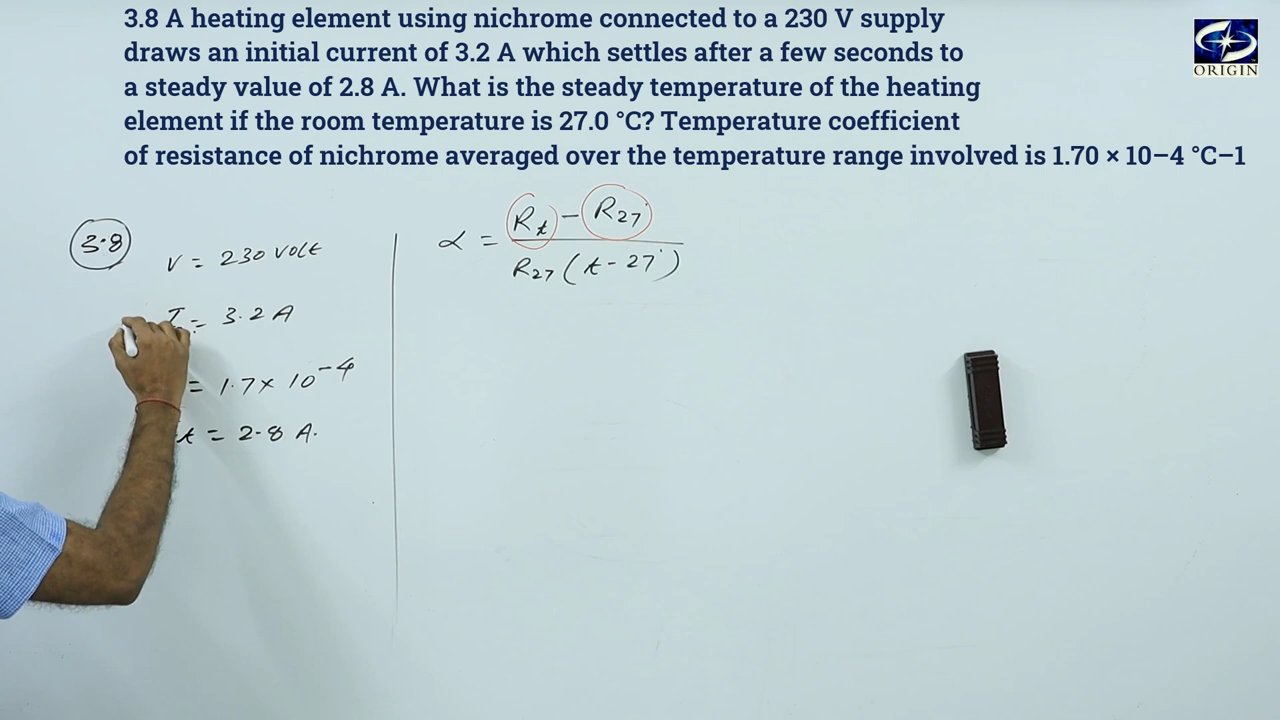 3.8 A heating element using nichrome connected to a 230 V supply
draws an initial current of 3.2 A which settles after a few seconds to
a steady value of 2.8 A. What is the steady temperature of the heating
element if the room temperature is 27.0 °C? Temperature coefficient
of resistance of nichrome averaged over the temperature range involved is 1.70 × 10−4 °C−1
ORIGIN
3.8
V = 230 volt
= 3.2 A
= 1.7 × 10⁻⁴
t = 2.8 A.
α = Rt − R27
R27 (t - 27°)